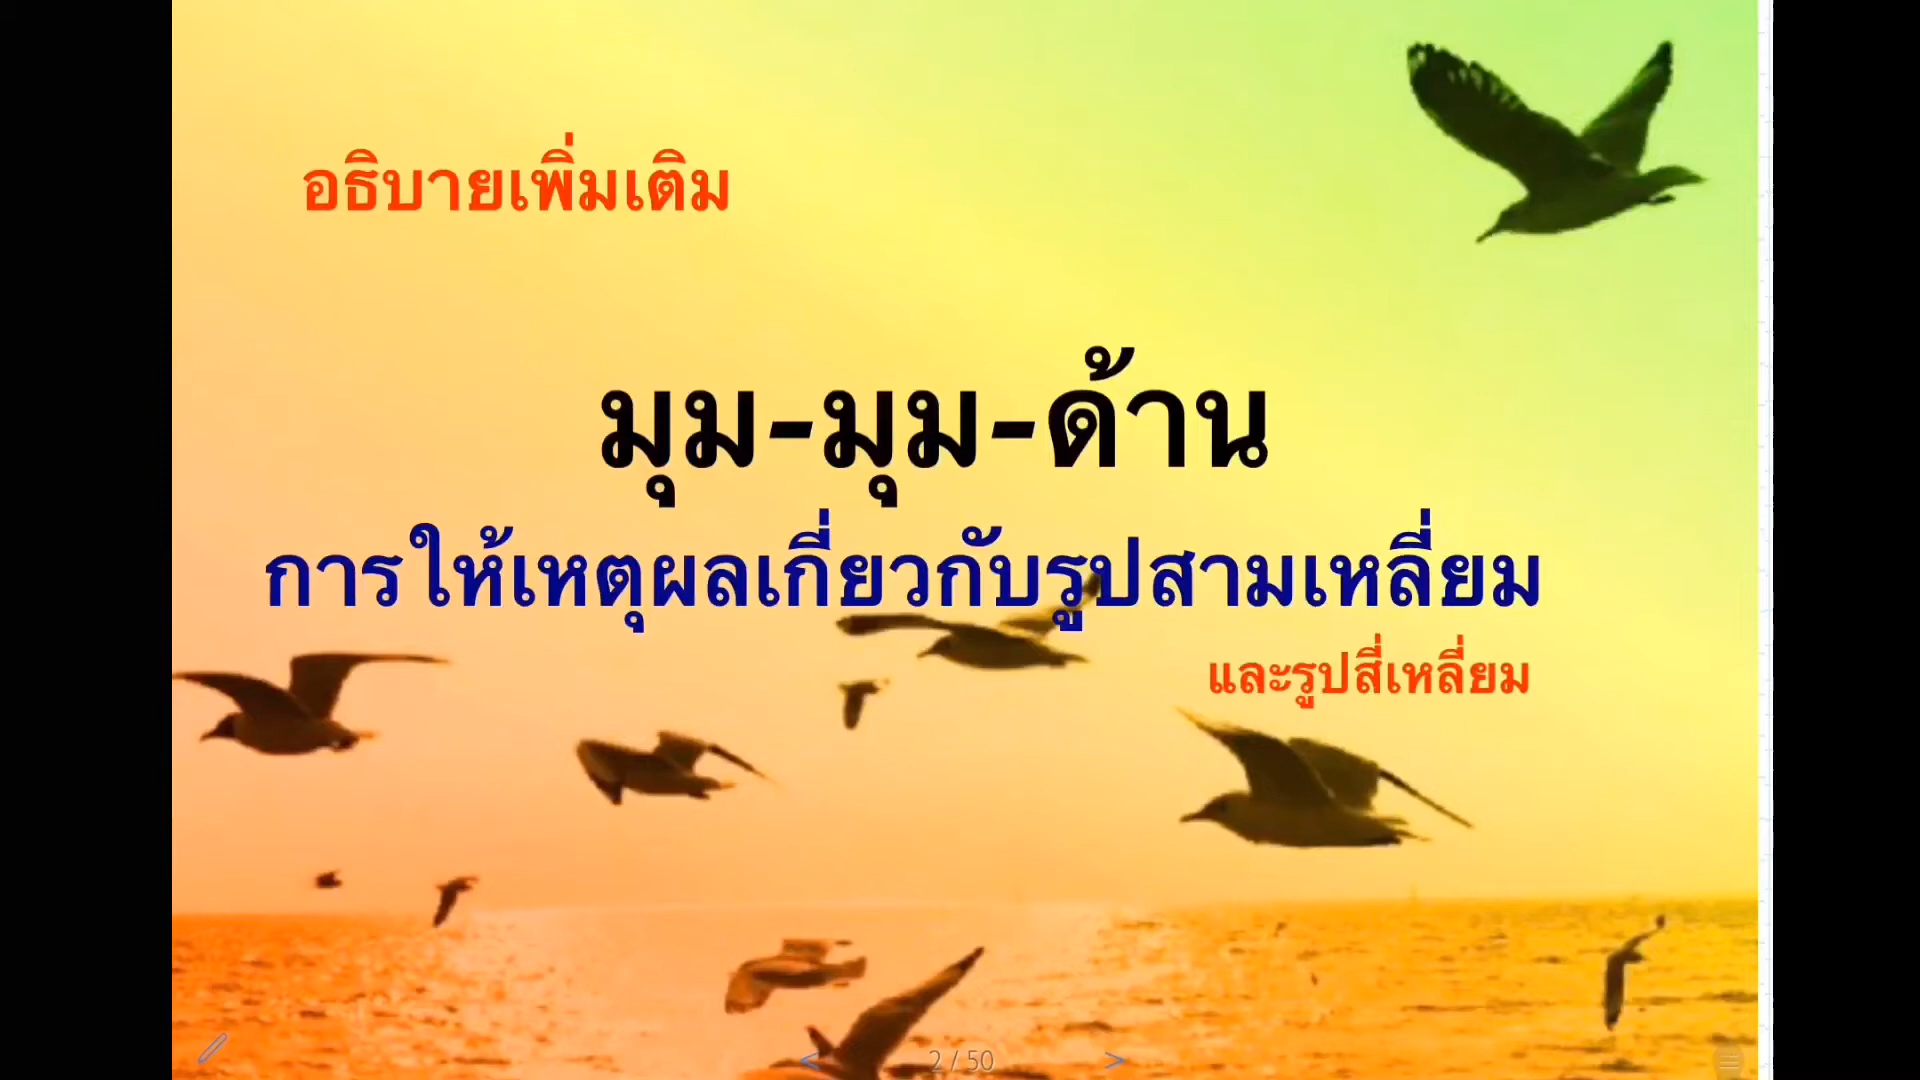 อธิบายเพิ่มเติม
มุม-มุม-ด้าน
การให้เหตุผลเกี่ยวกับรูปสามเหลี่ยม
และรูปสี่เหลี่ยม
< 2 / 50 >